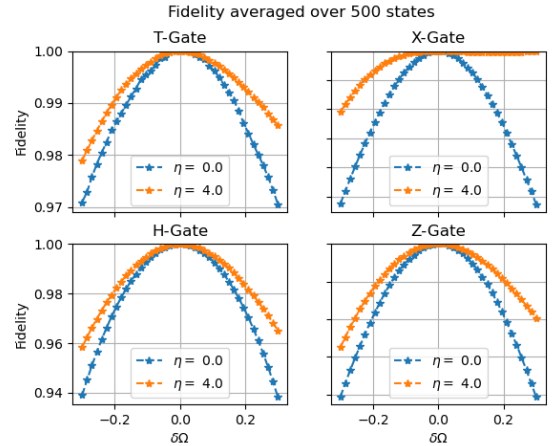 Fidelity averaged over 500 states
T-Gate
X-Gate
1.00
0.99
0.98
0.97
Fidelity
η = 0.0
η = 4.0
η = 0.0
η = 4.0
H-Gate
Z-Gate
1.00
0.98
0.96
0.94
Fidelity
η = 0.0
η = 4.0
η = 0.0
η = 4.0
−0.2
0.0
0.2
−0.2
0.0
0.2
δΩ
δΩ